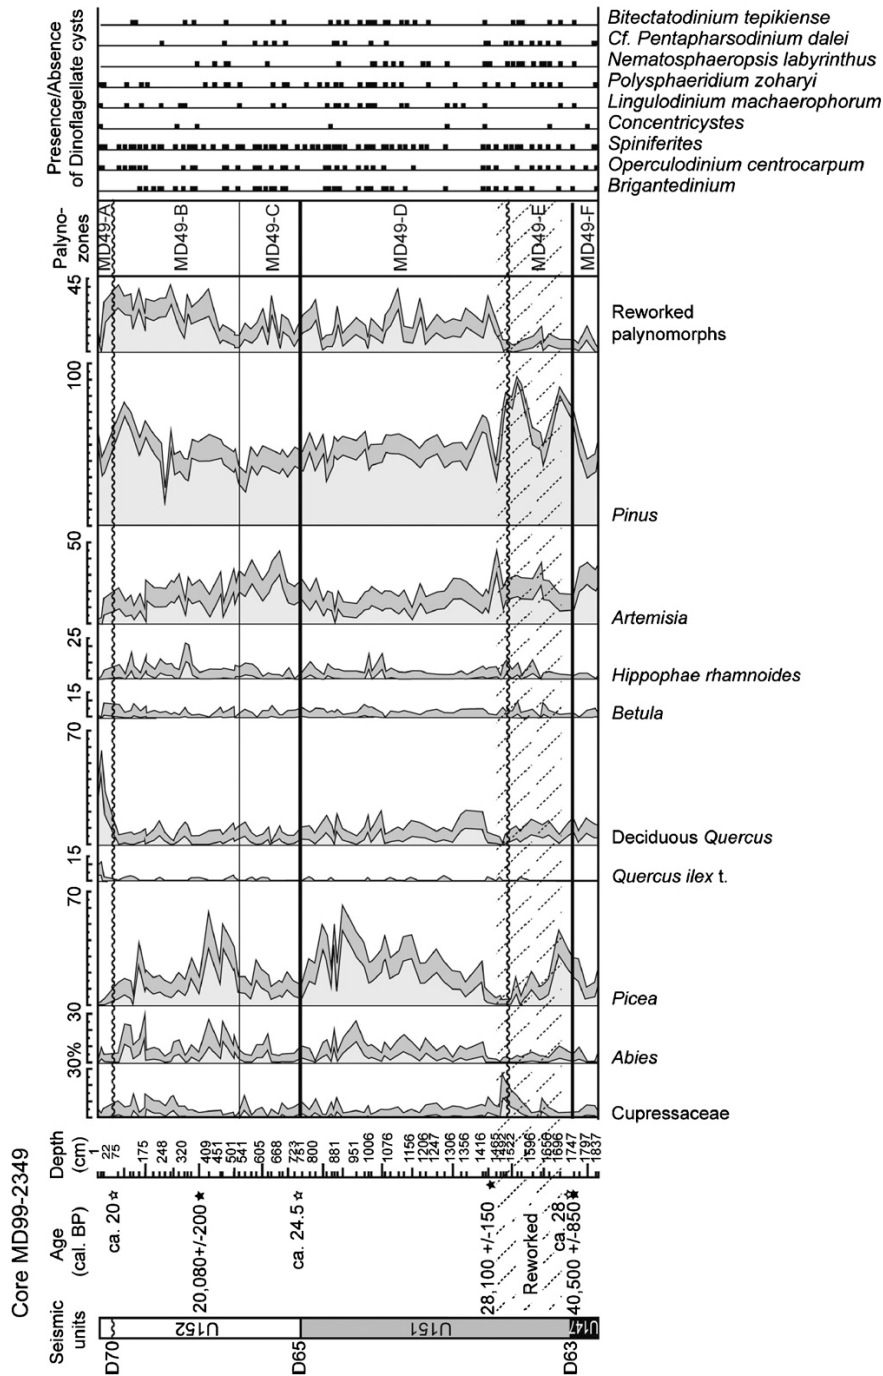 Core MD99-2349
Presence/Absence
of Dinoflagellate cysts
Bitectatodinium tepikiense
Cf. Pentapharsodinium dalei
Nematosphaeropsis labyrinthus
Polysphaeridium zoharyi
Lingulodinium machaerophorum
Concentricystes
Spiniferites
Operculodinium centrocarpum
Brigantedinium
Palyno-
zones
MD49-A
MD49-B
MD49-C
MD49-D
MD49-E
MD49-F
45
Reworked
palynomorphs
100
Pinus
50
Artemisia
25
Hippophae rhamnoides
15
Betula
70
Deciduous Quercus
15
Quercus ilex t.
70
Picea
30
Abies
30%
Cupressaceae
Depth
(cm)
1
22
75
175
248
320
409
451
501
541
605
668
723
751
800
881
951
1006
1076
1156
1206
1247
1306
1356
1416
1465
1492
1522
1596
1650
1696
1747
1797
1837
Age
(cal. BP)
ca. 20 ☆
20,080+/-200 ★
ca. 24.5 ☆
28,100 +/-150 ★
Reworked
ca. 28 ☆
40,500 +/-850 ★
Seismic
units
U152
U151
U147
D70
D65
D63